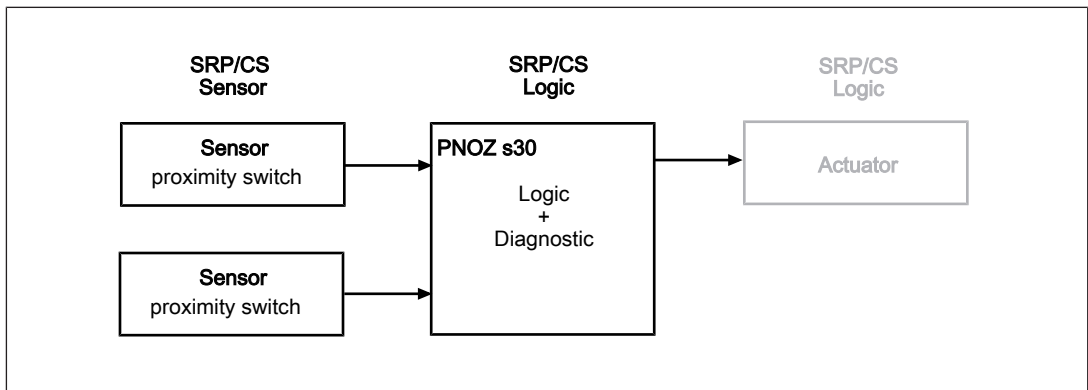 SRP/CS
Sensor
SRP/CS
Logic
SRP/CS
Logic
Sensor
proximity switch
PNOZ s30
Logic
+
Diagnostic
Actuator
Sensor
proximity switch